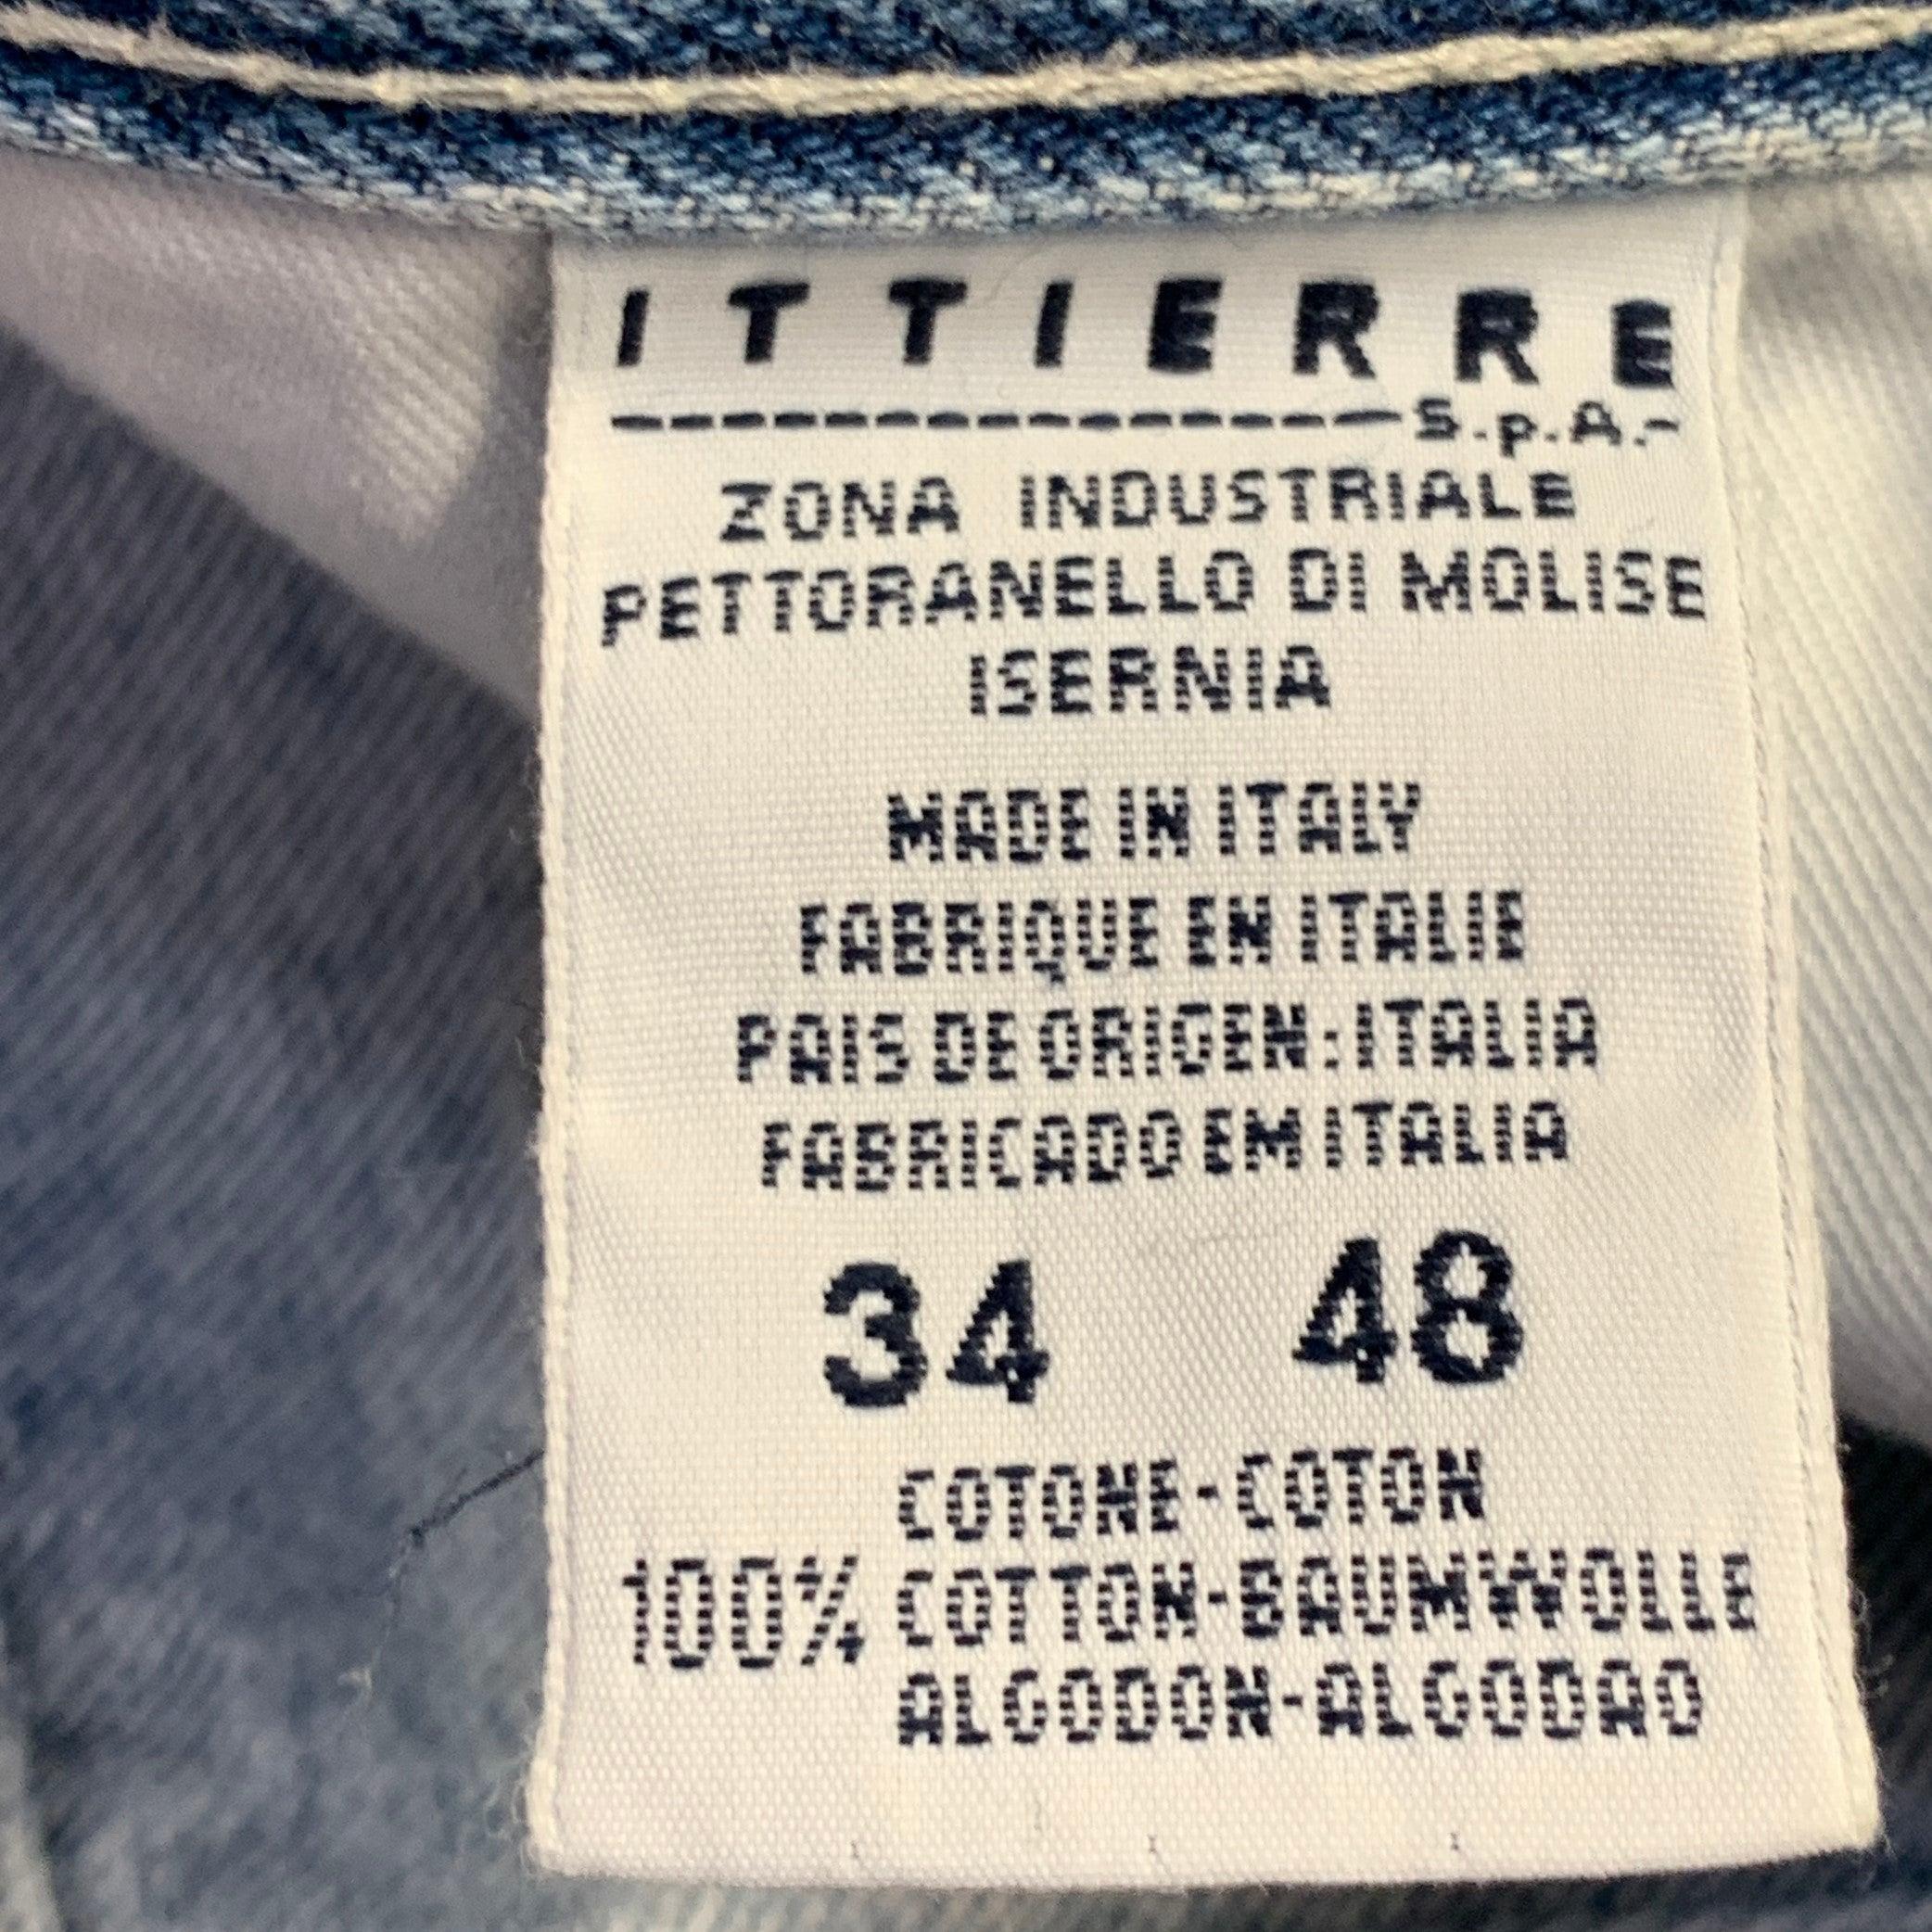 ITTIERRE
S.p.A.
ZONA INDUSTRIALE
PETTORANELLO DI MOLISE
ISERNIA
MADE IN ITALY
FABRIQUE EN ITALIE
PAIS DE ORIGEN:ITALIA
FABRICADO EM ITALIA
34 48
COTONE-COTON
100% COTTON-BAUMWOLLE
ALGODON-ALGODAO